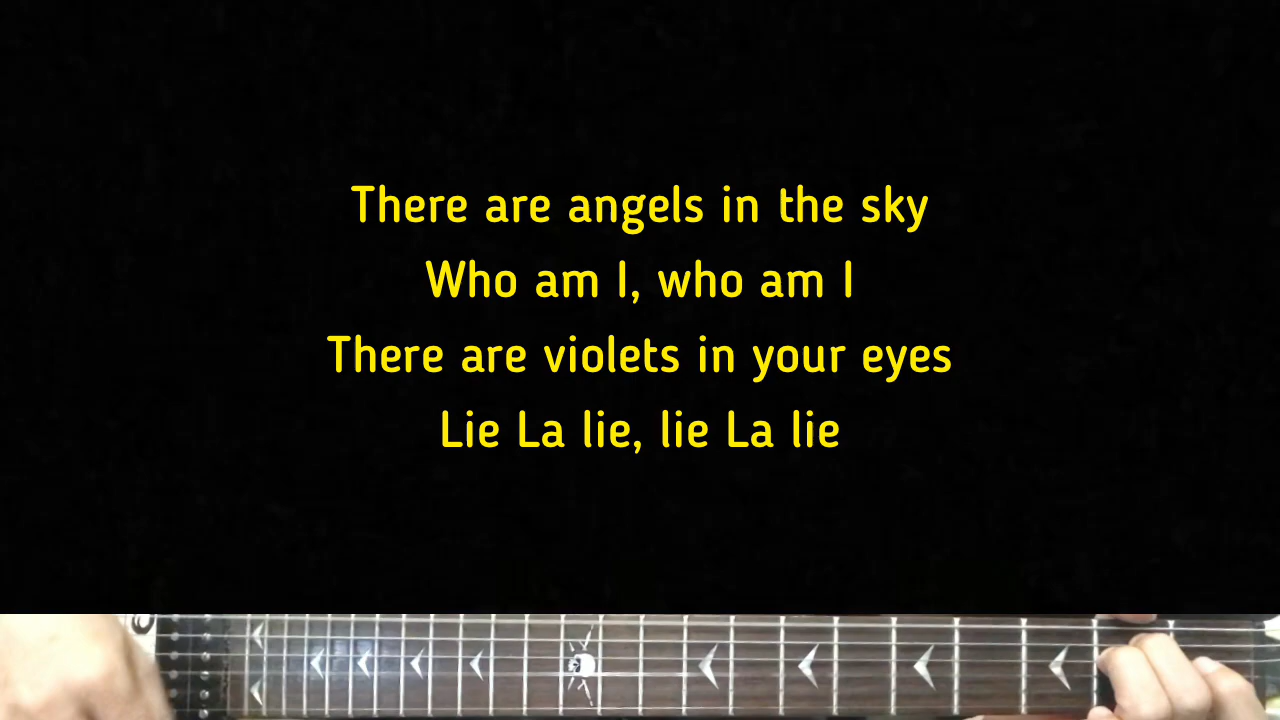 There are angels in the sky
Who am I, who am I
There are violets in your eyes
Lie La lie, lie La lie